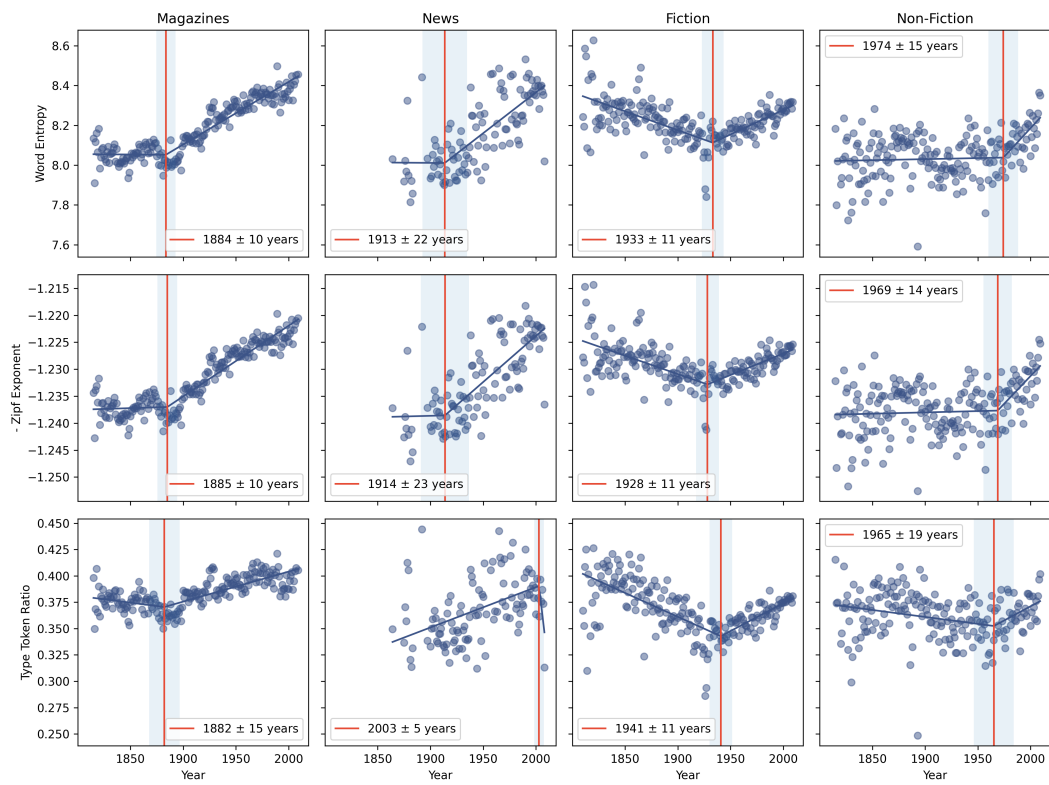 Magazines News Fiction Non-Fiction
Word Entropy
8.6
8.4
8.2
8.0
7.8
7.6
1884 ± 10 years
1913 ± 22 years
1933 ± 11 years
1974 ± 15 years
- Zipf Exponent
−1.215
−1.220
−1.225
−1.230
−1.235
−1.240
−1.245
−1.250
1885 ± 10 years
1914 ± 23 years
1928 ± 11 years
1969 ± 14 years
Type Token Ratio
0.450
0.425
0.400
0.375
0.350
0.325
0.300
0.275
0.250
1882 ± 15 years
2003 ± 5 years
1941 ± 11 years
1965 ± 19 years
1850 1900 1950 2000 1850 1900 1950 2000 1850 1900 1950 2000 1850 1900 1950 2000
Year Year Year Year